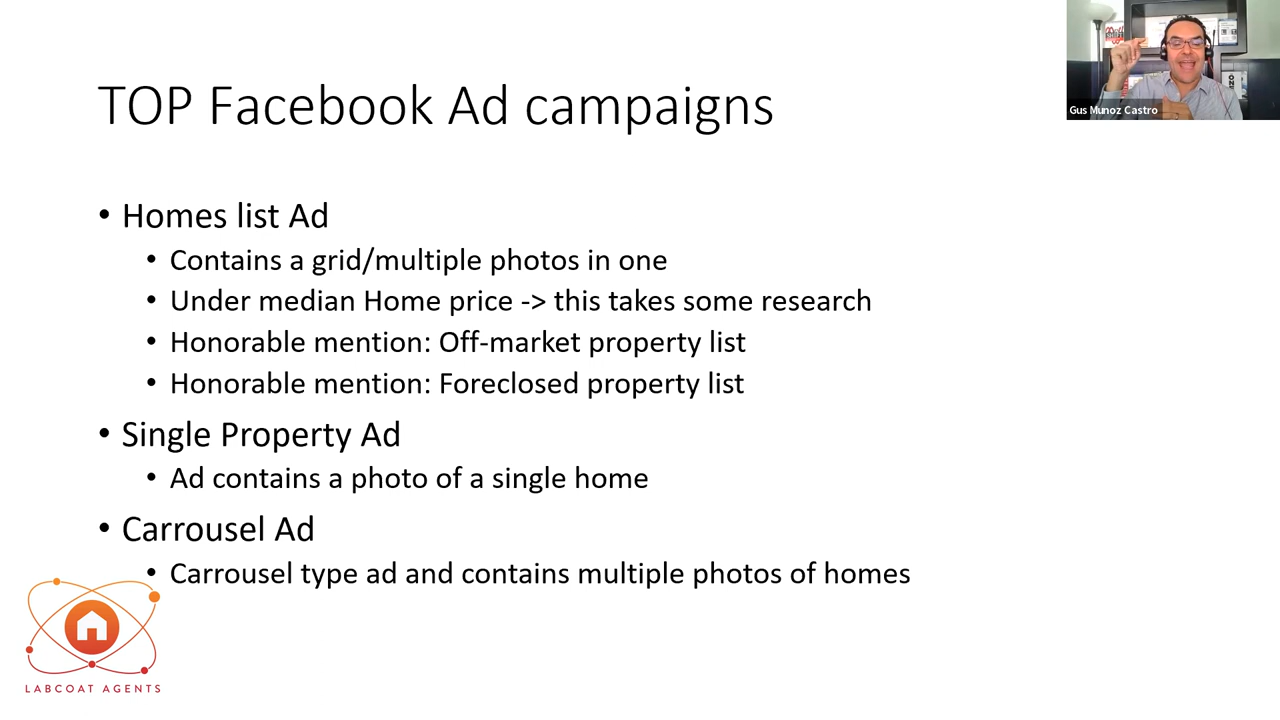 TOP Facebook Ad campaigns
Gus Munoz Castro
• Homes list Ad
• Contains a grid/multiple photos in one
• Under median Home price -> this takes some research
• Honorable mention: Off-market property list
• Honorable mention: Foreclosed property list
• Single Property Ad
• Ad contains a photo of a single home
• Carrousel Ad
• Carrousel type ad and contains multiple photos of homes
LABCOAT AGENTS